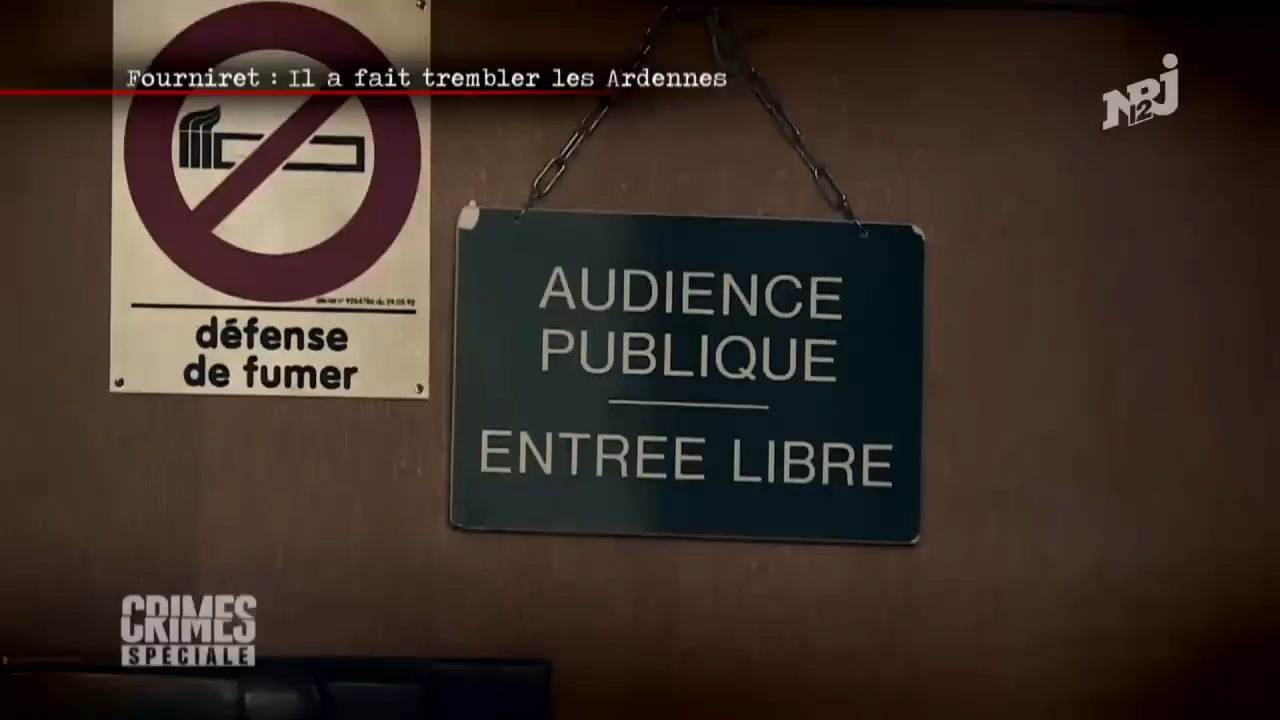 Fourniret : Il a fait trembler les Ardennes
NRJ
12
défense
de fumer
AUDIENCE
PUBLIQUE
ENTREE LIBRE
CRIMES
SPECIALE